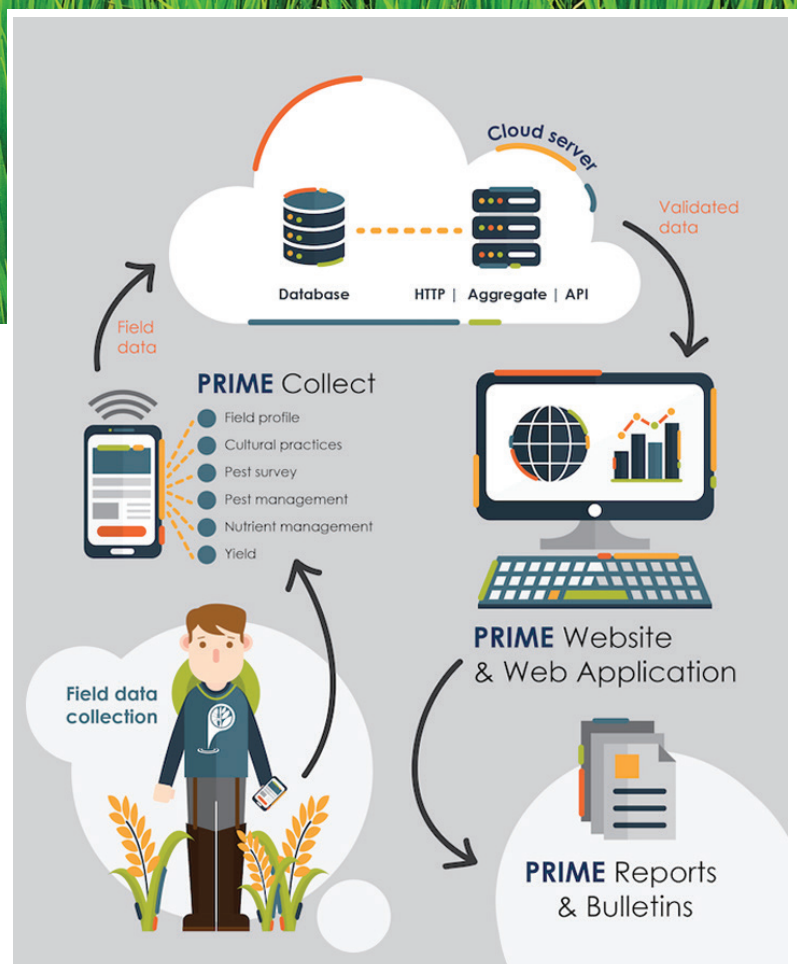 Cloud server
Validated
data
Database
HTTP | Aggregate | API
Field
data
PRIME Collect
Field profile
Cultural practices
Pest survey
Pest management
Nutrient management
Yield
Field data
collection
PRIME Website
& Web Application
PRIME Reports
& Bulletins